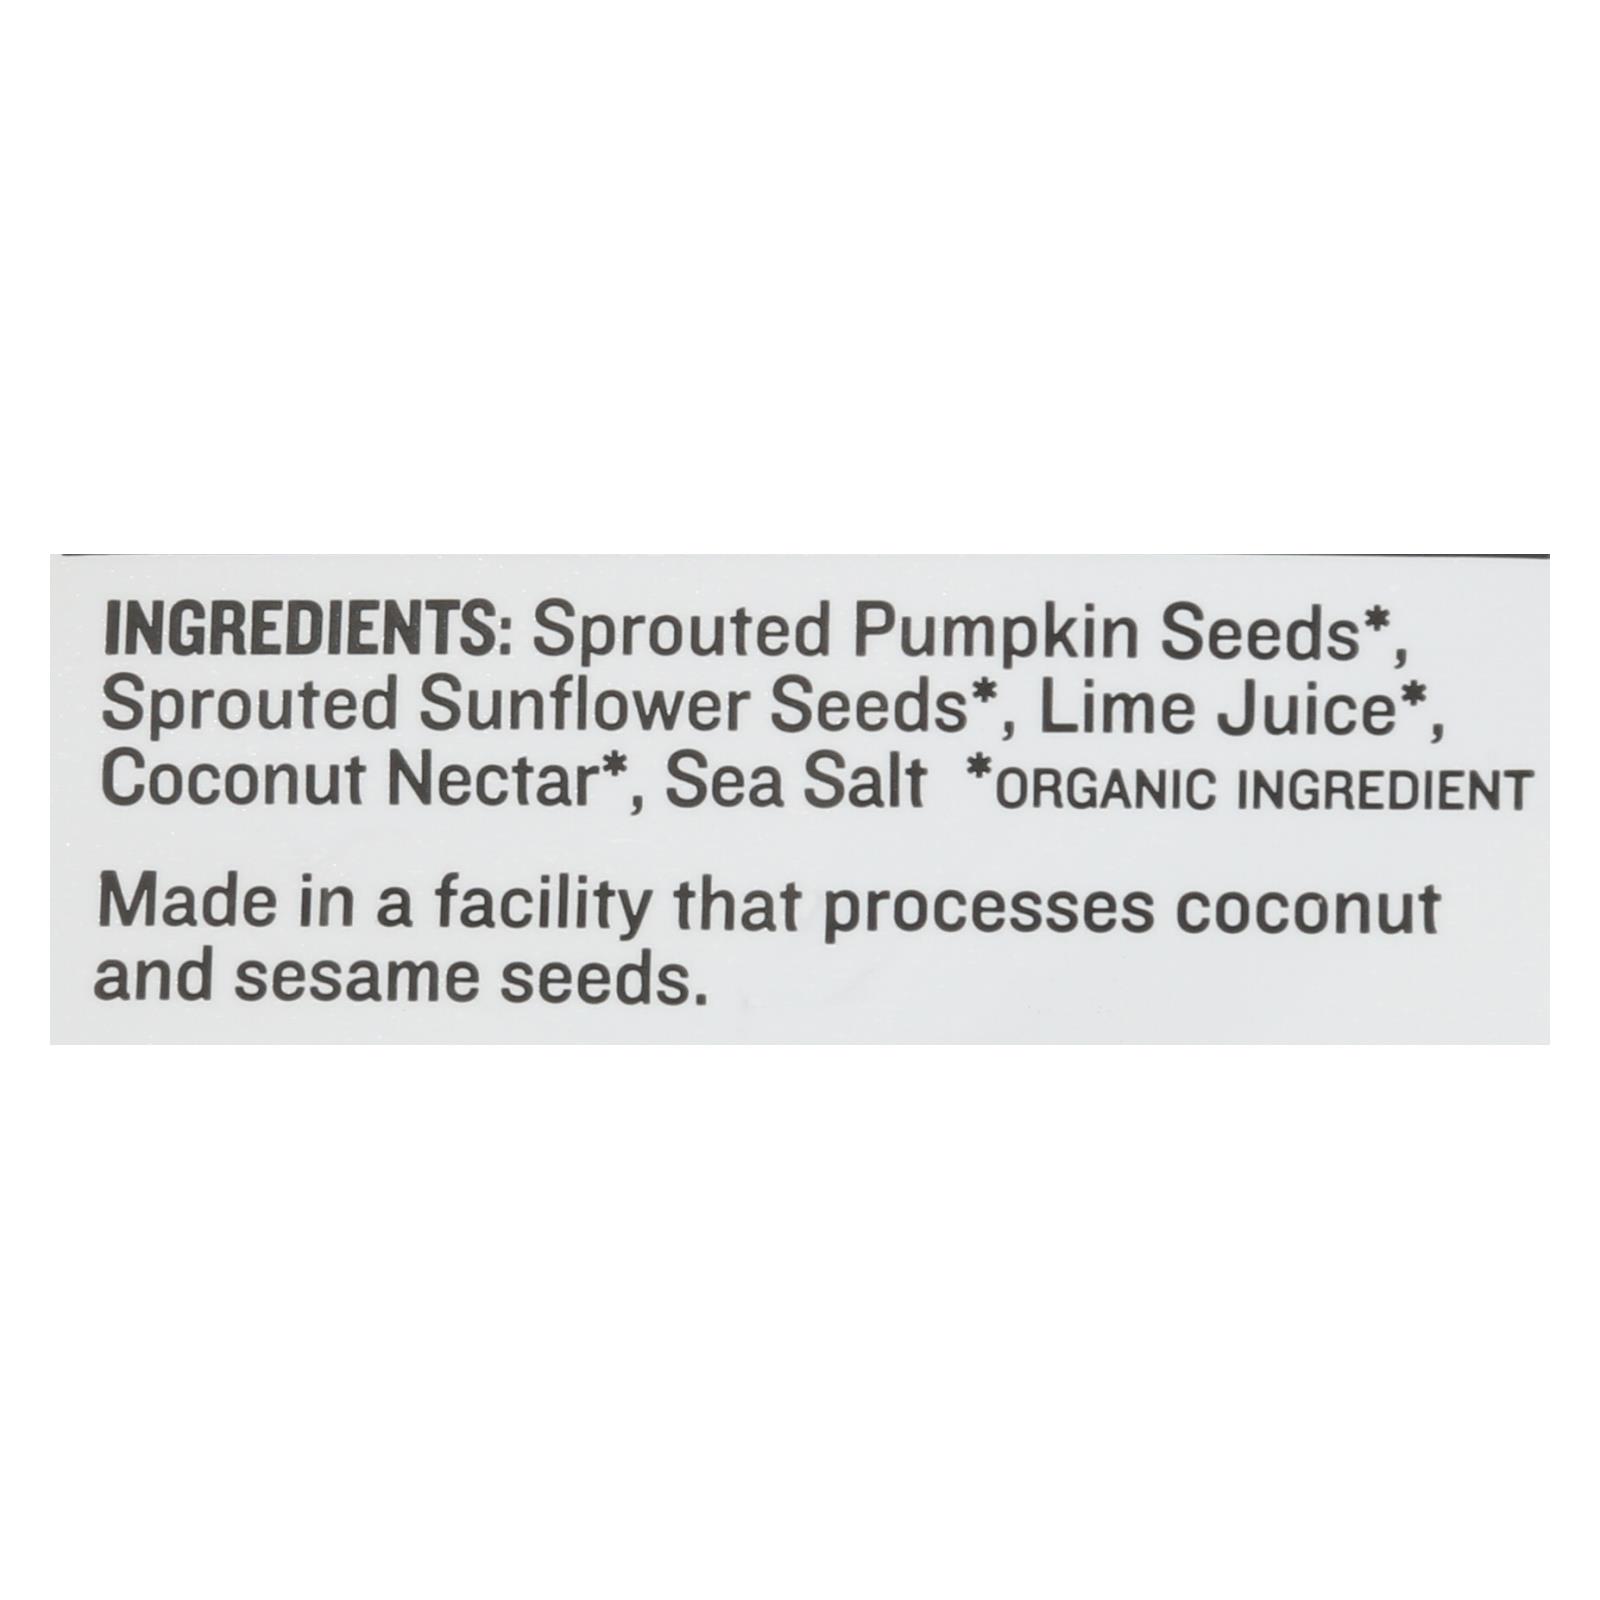 INGREDIENTS: Sprouted Pumpkin Seeds*,
Sprouted Sunflower Seeds*, Lime Juice*,
Coconut Nectar*, Sea Salt *ORGANIC INGREDIENT
Made in a facility that processes coconut
and sesame seeds.